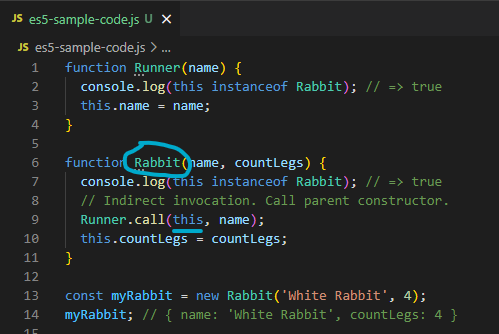 JS es5-sample-code.js U X
JS es5-sample-code.js > ...
1 function Runner(name) {
2   console.log(this instanceof Rabbit); // => true
3   this.name = name;
4 }
5
6 function Rabbit(name, countLegs) {
7   console.log(this instanceof Rabbit); // => true
8   // Indirect invocation. Call parent constructor.
9   Runner.call(this, name);
10   this.countLegs = countLegs;
11 }
12
13 const myRabbit = new Rabbit('White Rabbit', 4);
14 myRabbit; // { name: 'White Rabbit', countLegs: 4 }
15